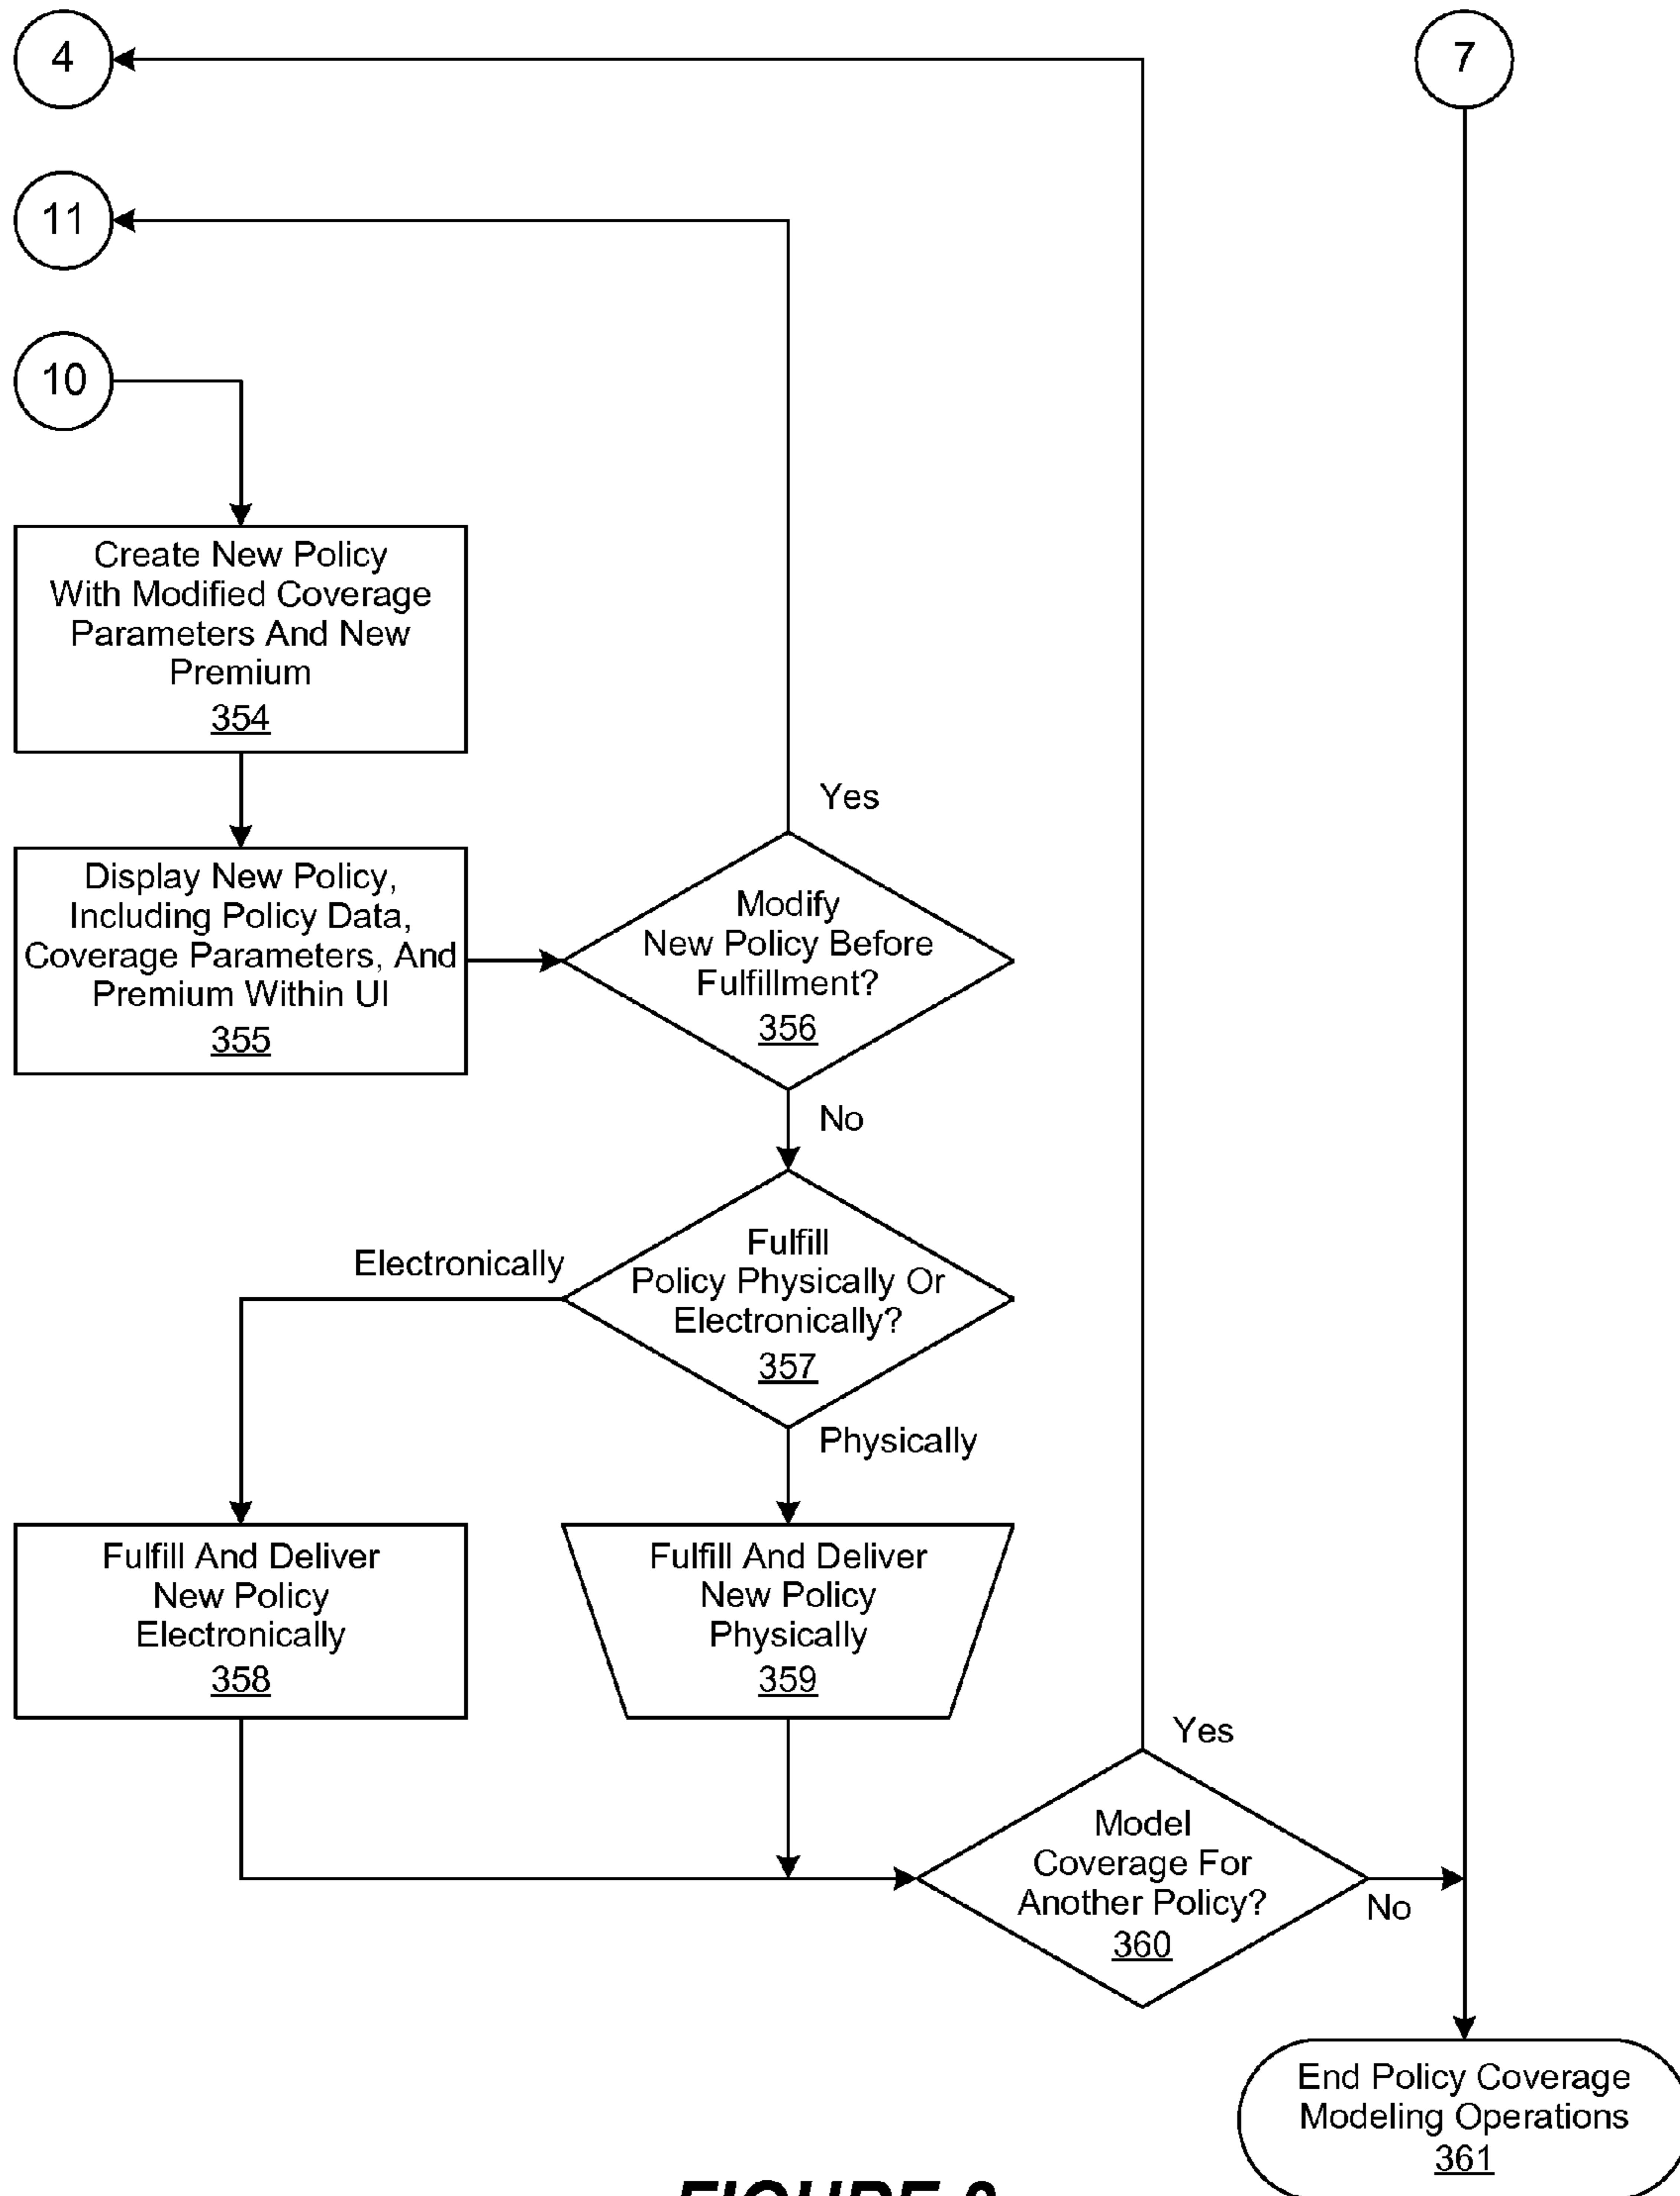 4
7
11
10
Create New Policy
With Modified Coverage
Parameters And New
Premium
354
Yes
Display New Policy,
Including Policy Data,
Coverage Parameters, And
Premium Within UI
355
Modify
New Policy Before
Fulfillment?
356
No
Electronically
Fulfill
Policy Physically Or
Electronically?
357
Physically
Fulfill And Deliver
New Policy
Electronically
358
Fulfill And Deliver
New Policy
Physically
359
Yes
Model
Coverage For
Another Policy?
360
No
End Policy Coverage
Modeling Operations
361
FIGURE